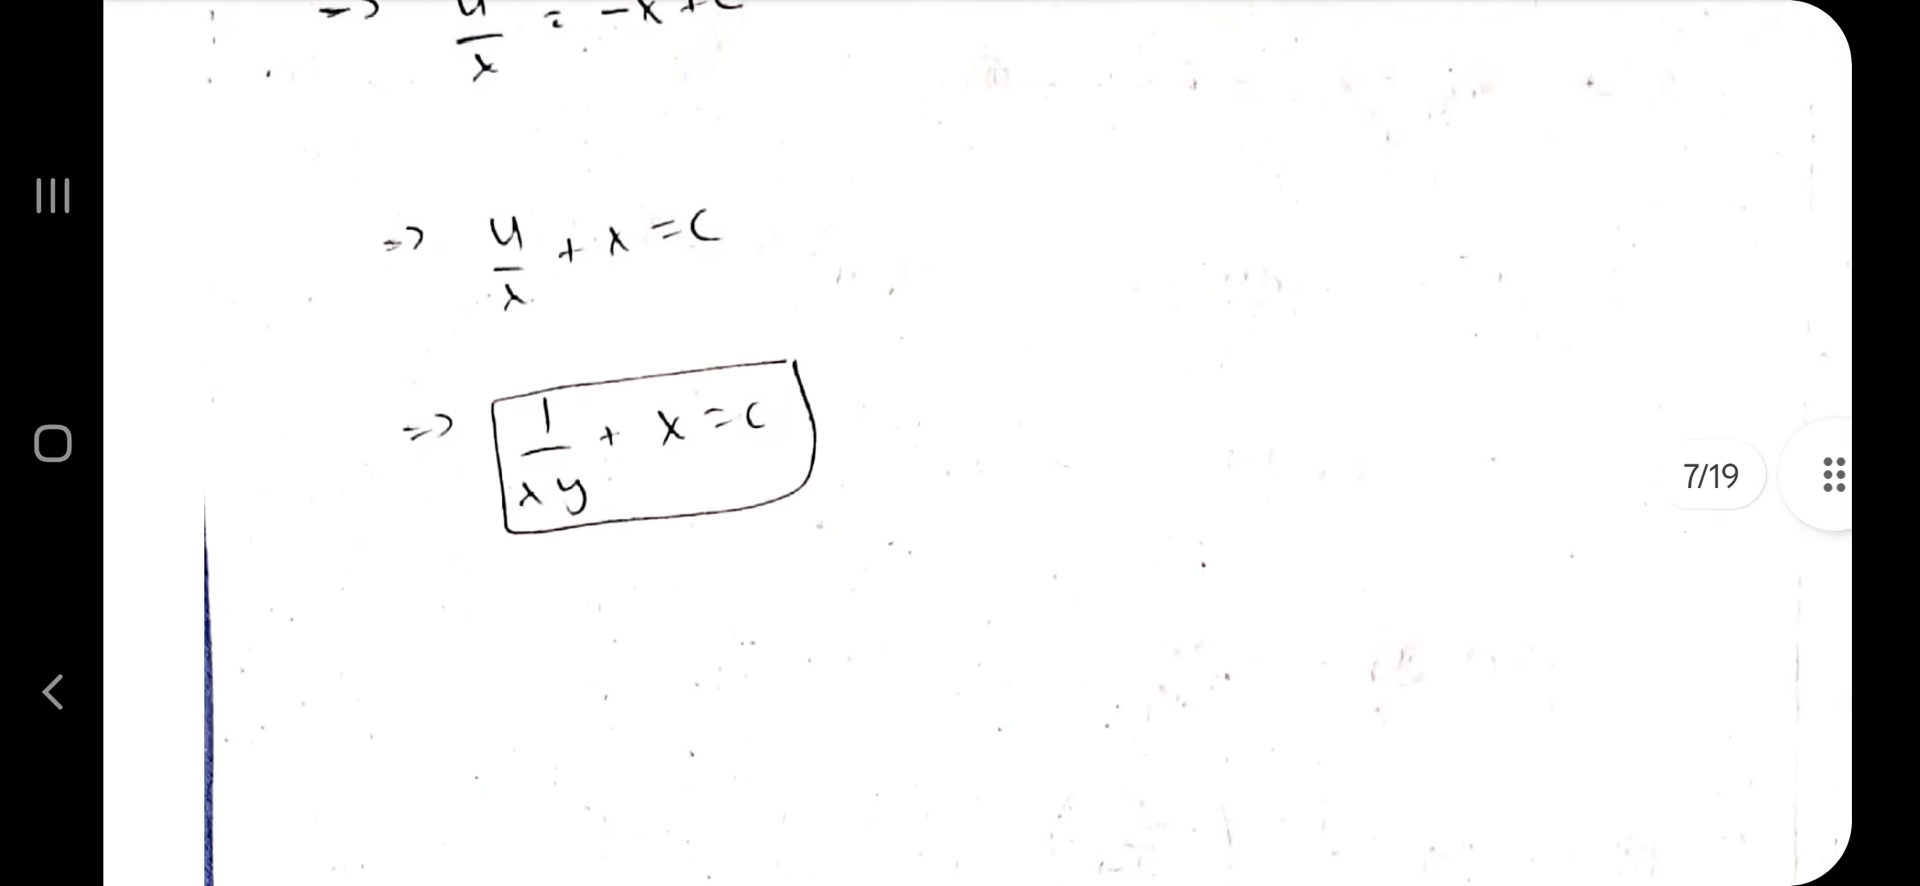 => u/x = -x + c
=> u/x + x = c
=> 1/xy + x = c
7/19